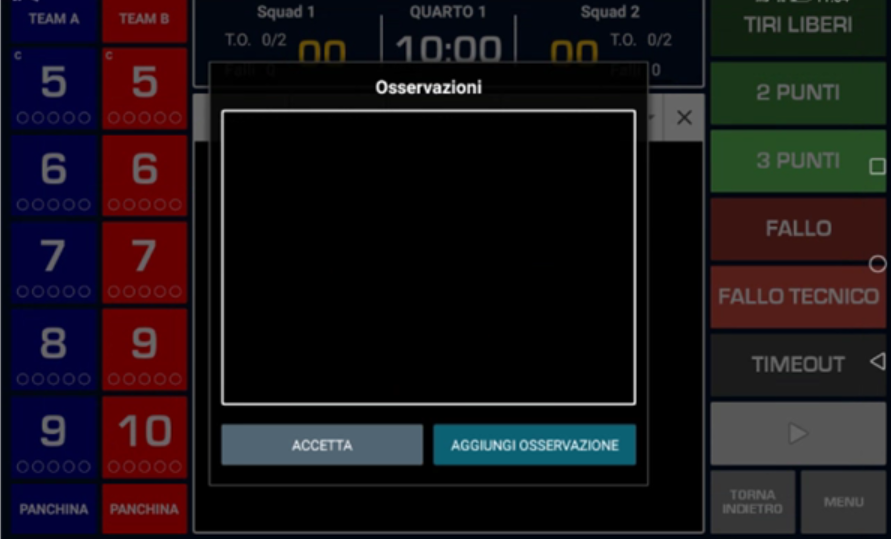 TEAM A
TEAM B
Squad 1
QUARTO 1
Squad 2
T.O. 0/2
00
10:00
00
T.O. 0/2
Falli 0
0
TIRI LIBERI
C
5
C
5
2 PUNTI
Osservazioni
6
6
3 PUNTI
7
7
FALLO
FALLO TECNICO
8
9
TIMEOUT
9
10
ACCETTA
AGGIUNGI OSSERVAZIONE
PANCHINA
PANCHINA
TORNA
INDIETRO
MENU